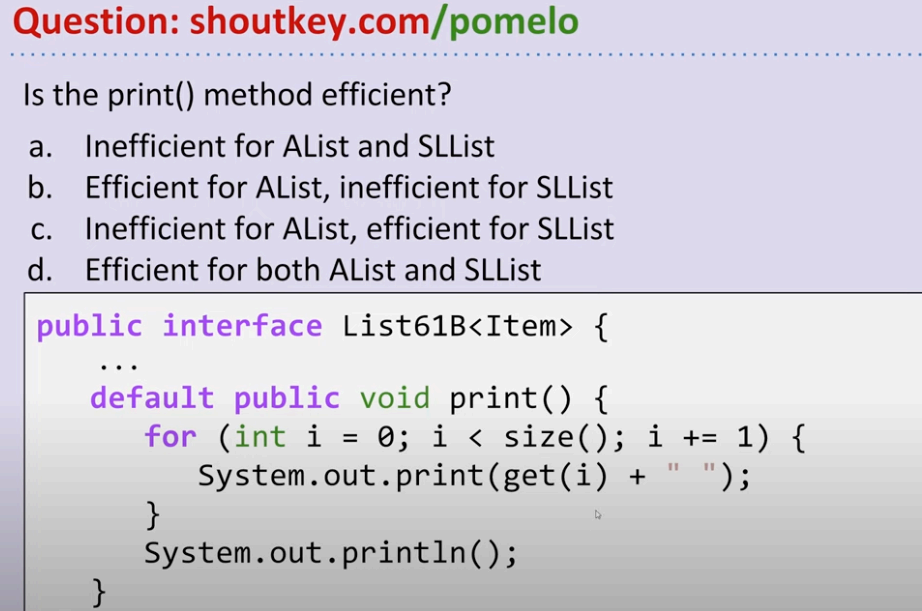 Question: shoutkey.com/pomelo
Is the print() method efficient?
a. Inefficient for AList and SLList
b. Efficient for AList, inefficient for SLList
c. Inefficient for AList, efficient for SLList
d. Efficient for both AList and SLList
public interface List61B<Item> {
...
default public void print() {
for (int i = 0; i < size(); i += 1) {
System.out.print(get(i) + " ");
}
System.out.println();
}